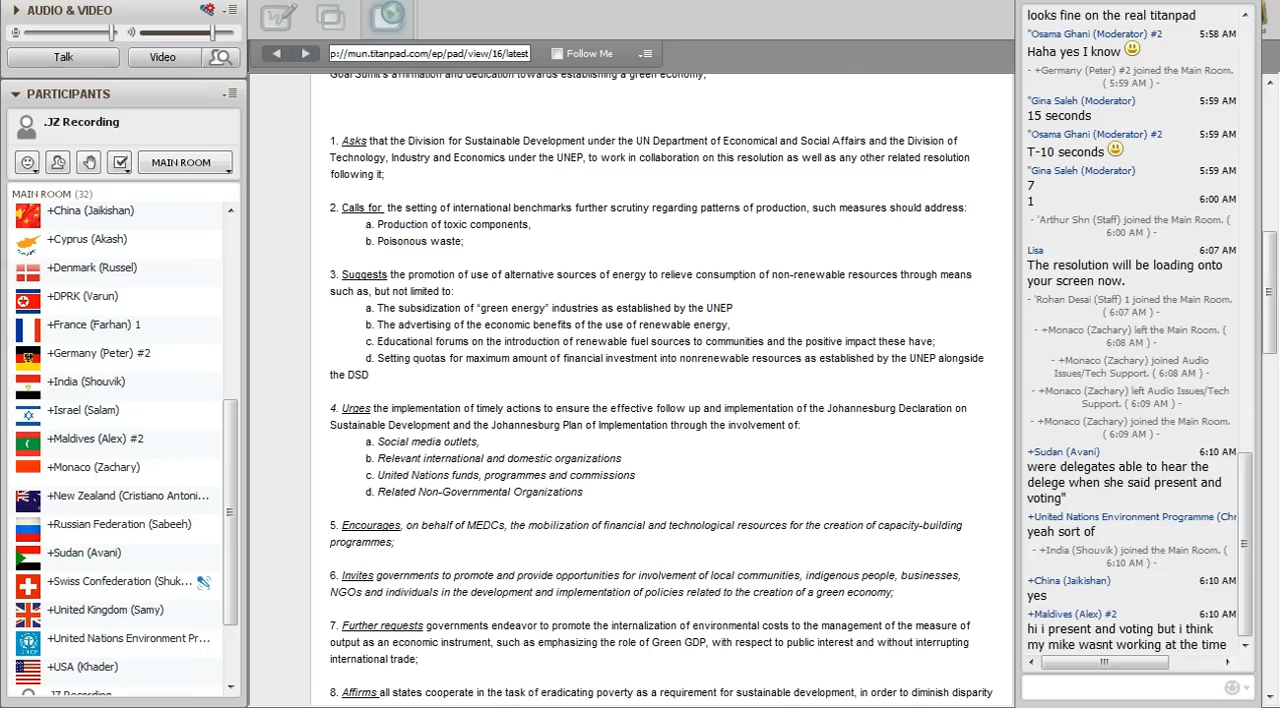 AUDIO & VIDEO
Talk
Video
PARTICIPANTS
.JZ Recording
MAIN ROOM
MAIN ROOM (32)
+China (Jaikishan)
+Cyprus (Akash)
+Denmark (Russel)
+DPRK (Varun)
+France (Farhan) 1
+Germany (Peter) #2
+India (Shouvik)
+Israel (Salam)
+Maldives (Alex) #2
+Monaco (Zachary)
+New Zealand (Cristiano Antoni...
+Russian Federation (Sabeeh)
+Sudan (Avani)
+Swiss Confederation (Shuk...
+United Kingdom (Samy)
+United Nations Environment Pr...
+USA (Khader)
JZ Recording
p://mun.titanpad.com/ep/pad/view/16/latest
Follow Me
Goal Sumit's affirmation and dedication towards establishing a green economy;
1. Asks that the Division for Sustainable Development under the UN Department of Economical and Social Affairs and the Division of
Technology, Industry and Economics under the UNEP, to work in collaboration on this resolution as well as any other related resolution
following it;
2. Calls for the setting of international benchmarks further scrutiny regarding patterns of production, such measures should address:
a. Production of toxic components,
b. Poisonous waste;
3. Suggests the promotion of use of alternative sources of energy to relieve consumption of non-renewable resources through means
such as, but not limited to:
a. The subsidization of “green energy” industries as established by the UNEP
b. The advertising of the economic benefits of the use of renewable energy,
c. Educational forums on the introduction of renewable fuel sources to communities and the positive impact these have;
d. Setting quotas for maximum amount of financial investment into nonrenewable resources as established by the UNEP alongside
the DSD
4. Urges the implementation of timely actions to ensure the effective follow up and implementation of the Johannesburg Declaration on
Sustainable Development and the Johannesburg Plan of Implementation through the involvement of:
a. Social media outlets,
b. Relevant international and domestic organizations
c. United Nations funds, programmes and commissions
d. Related Non-Governmental Organizations
5. Encourages, on behalf of MEDCs, the mobilization of financial and technological resources for the creation of capacity-building
programmes;
6. Invites governments to promote and provide opportunities for involvement of local communities, indigenous people, businesses,
NGOs and individuals in the development and implementation of policies related to the creation of a green economy;
7. Further requests governments endeavor to promote the internalization of environmental costs to the management of the measure of
output as an economic instrument, such as emphasizing the role of Green GDP, with respect to public interest and without interrupting
international trade;
8. Affirms all states cooperate in the task of eradicating poverty as a requirement for sustainable development, in order to diminish disparity
looks fine on the real titanpad
"Osama Ghani (Moderator) #2 5:58 AM
Haha yes I know
- +Germany (Peter) #2 joined the Main Room.
( 5:59 AM ) -
"Gina Saleh (Moderator) 5:59 AM
15 seconds
"Osama Ghani (Moderator) #2 5:59 AM
T-10 seconds
"Gina Saleh (Moderator) 5:59 AM
7
1 6:00 AM
- 'Arthur Shn (Staff) joined the Main Room. (
6:00 AM ) -
Lisa 6:07 AM
The resolution will be loading onto
your screen now.
- 'Rohan Desai (Staff) 1 joined the Main Room.
( 6:07 AM ) -
- +Monaco (Zachary) left the Main Room. (
6:08 AM ) -
- +Monaco (Zachary) joined Audio
Issues/Tech Support. ( 6:08 AM ) -
- +Monaco (Zachary) left Audio Issues/Tech
Support. ( 6:09 AM ) -
- +Monaco (Zachary) joined the Main Room. (
6:09 AM ) -
+Sudan (Avani) 6:10 AM
were delegates able to hear the
delege when she said present and
voting"
+United Nations Environment Programme (Chr
yeah sort of 6:10 AM
- +India (Shouvik) joined the Main Room. (
6:10 AM ) -
+China (Jaikishan) 6:10 AM
yes
+Maldives (Alex) #2 6:10 AM
hi i present and voting but i think
my mike wasnt working at the time